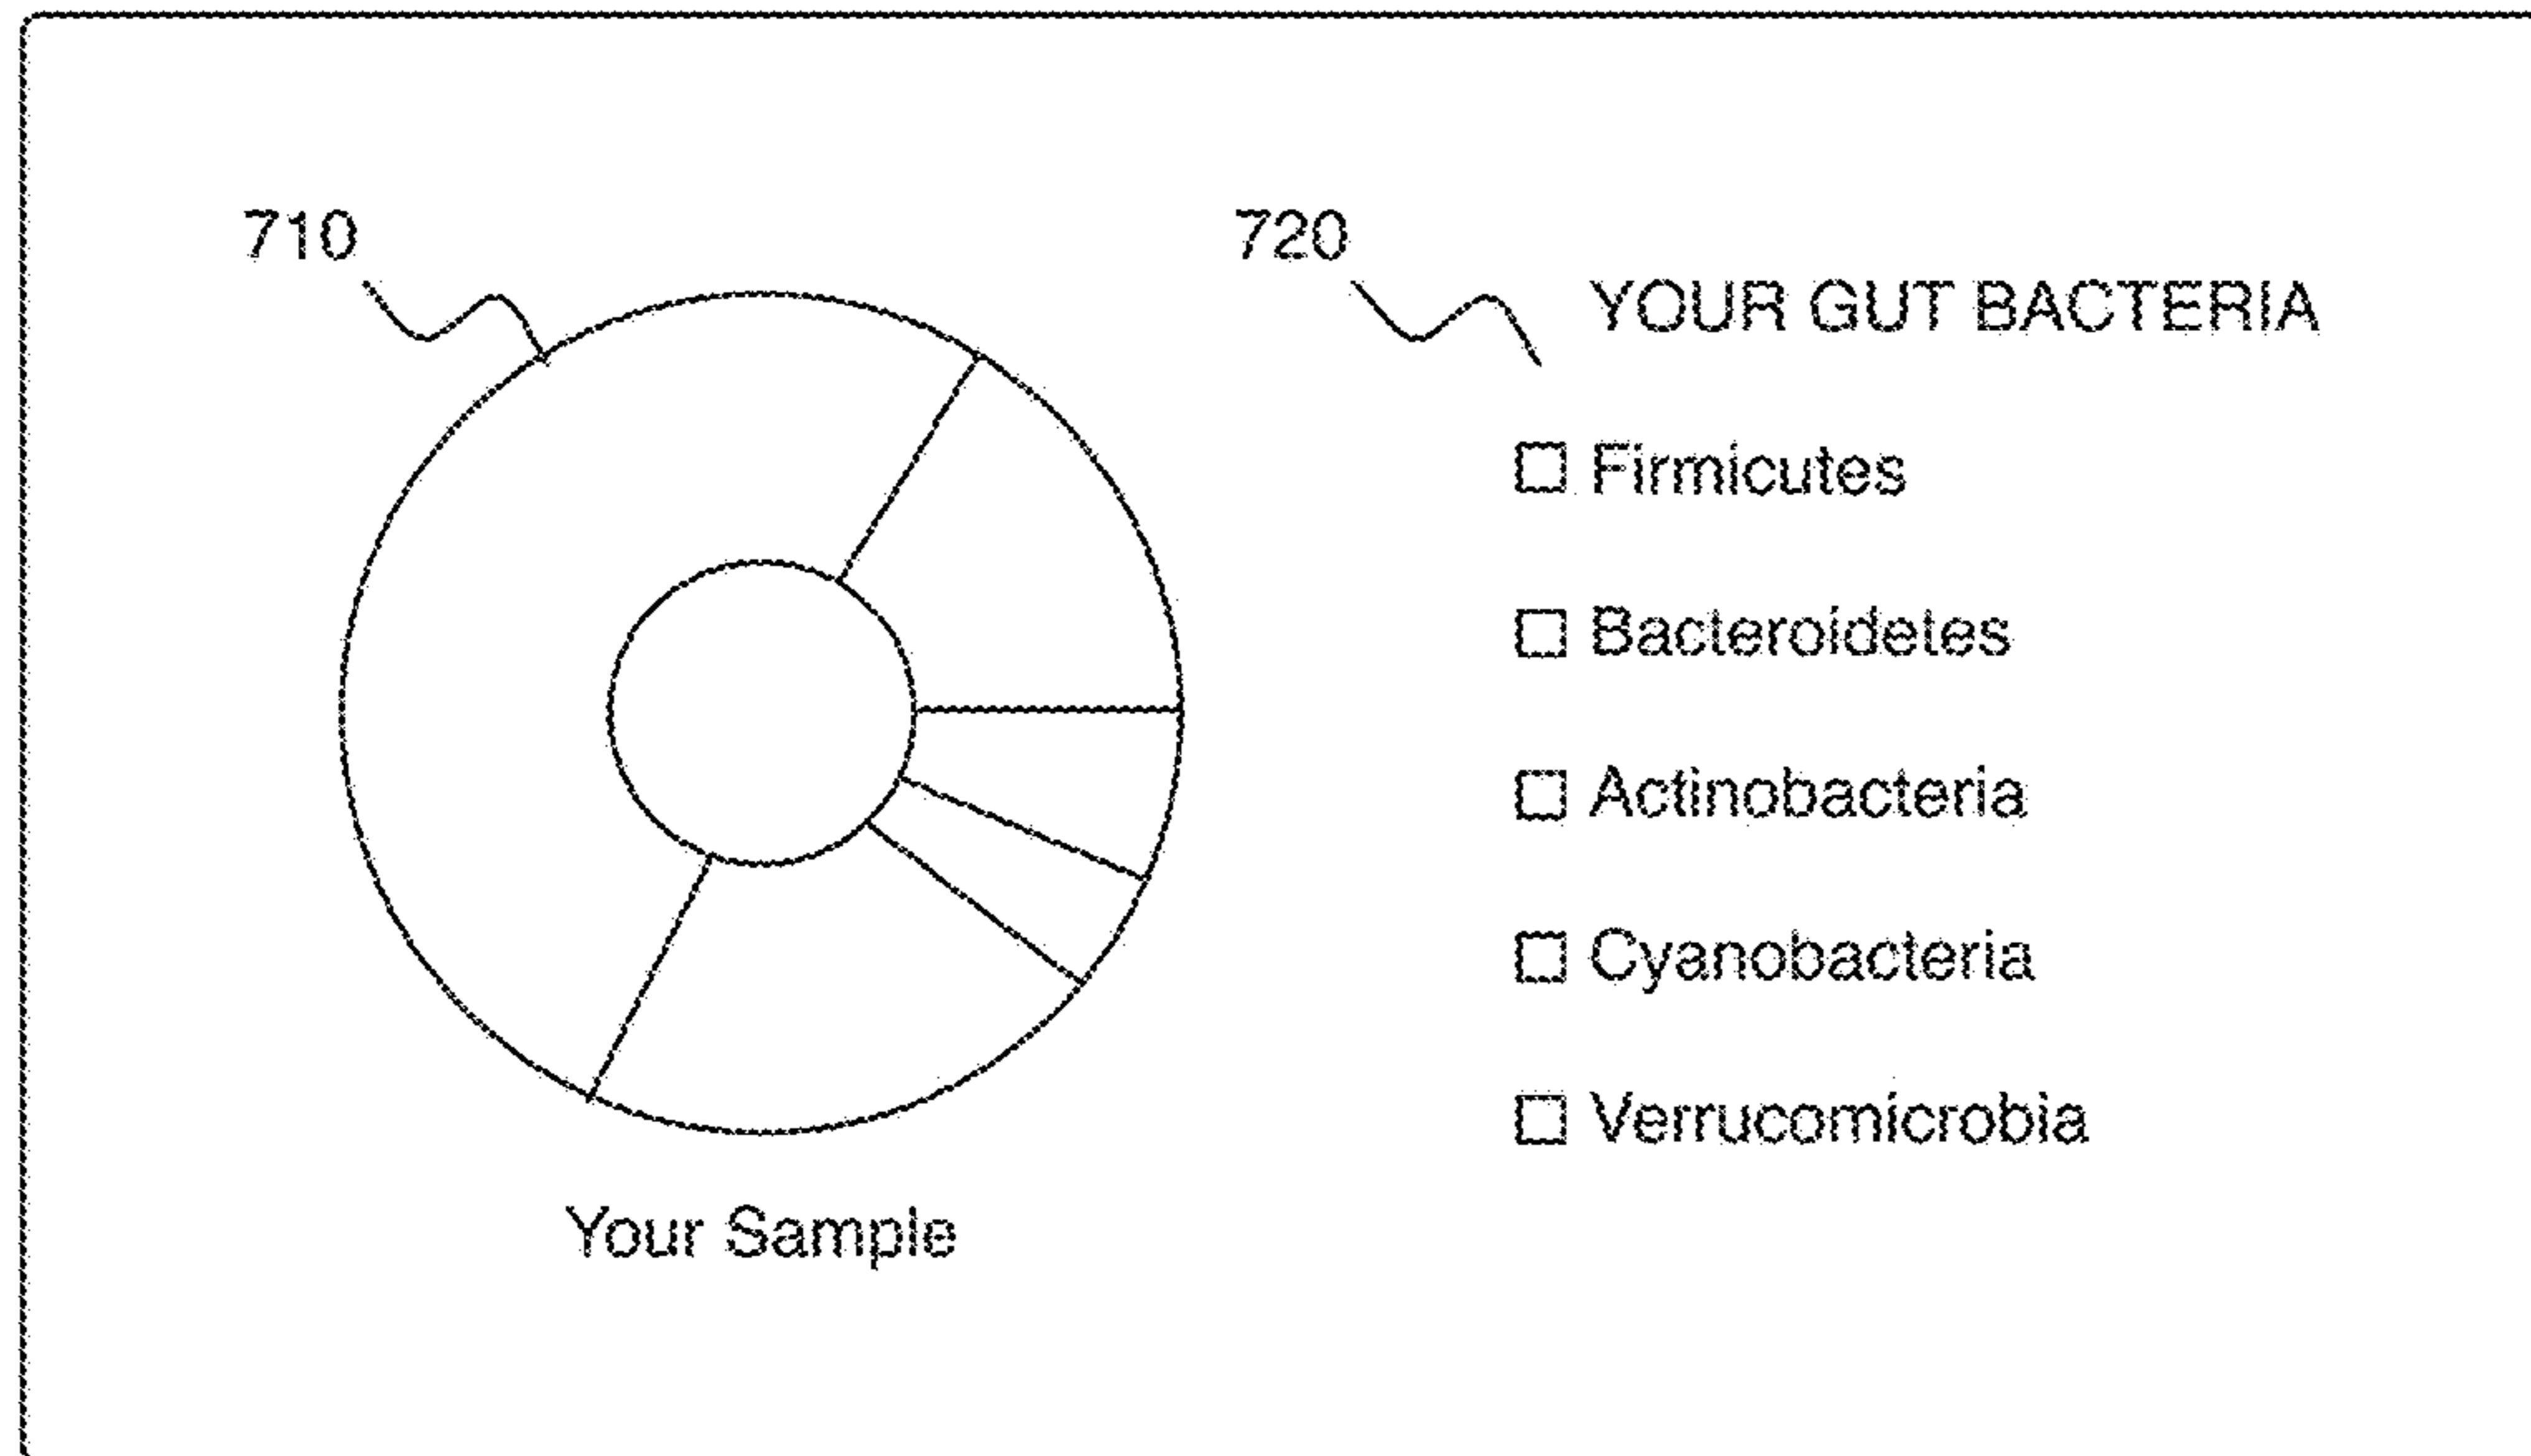 710
720
YOUR GUT BACTERIA
Firmicutes
Bacteroidetes
Actinobacteria
Cyanobacteria
Verrucomicrobia
Your Sample